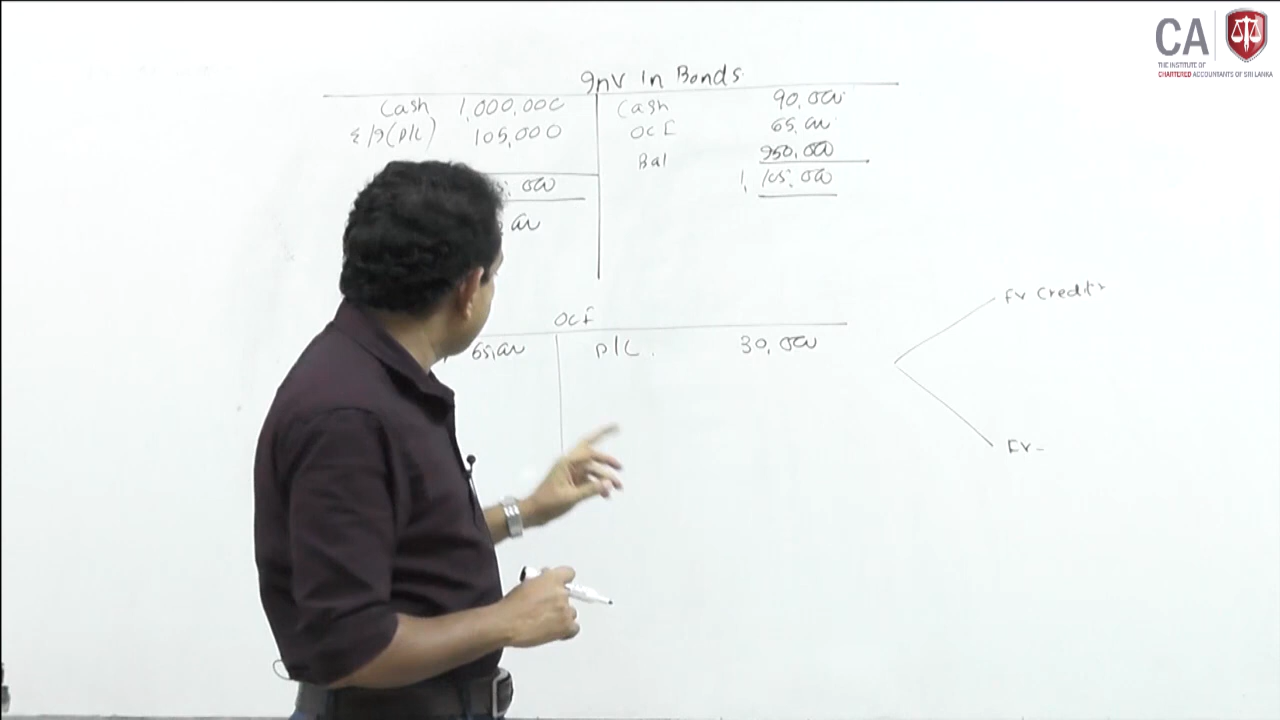 CA
THE INSTITUTE OF
CHARTERED ACCOUNTANTS OF SRI LANKA
Inv in Bonds
Cash 1,000,000 Cash 90,000
I/I (P/L) 105,000 OCI 65,000
Bal 950,000
5,000 1,105,000
OCI
65,000 P/L. 30,000
FV Credit
FV-